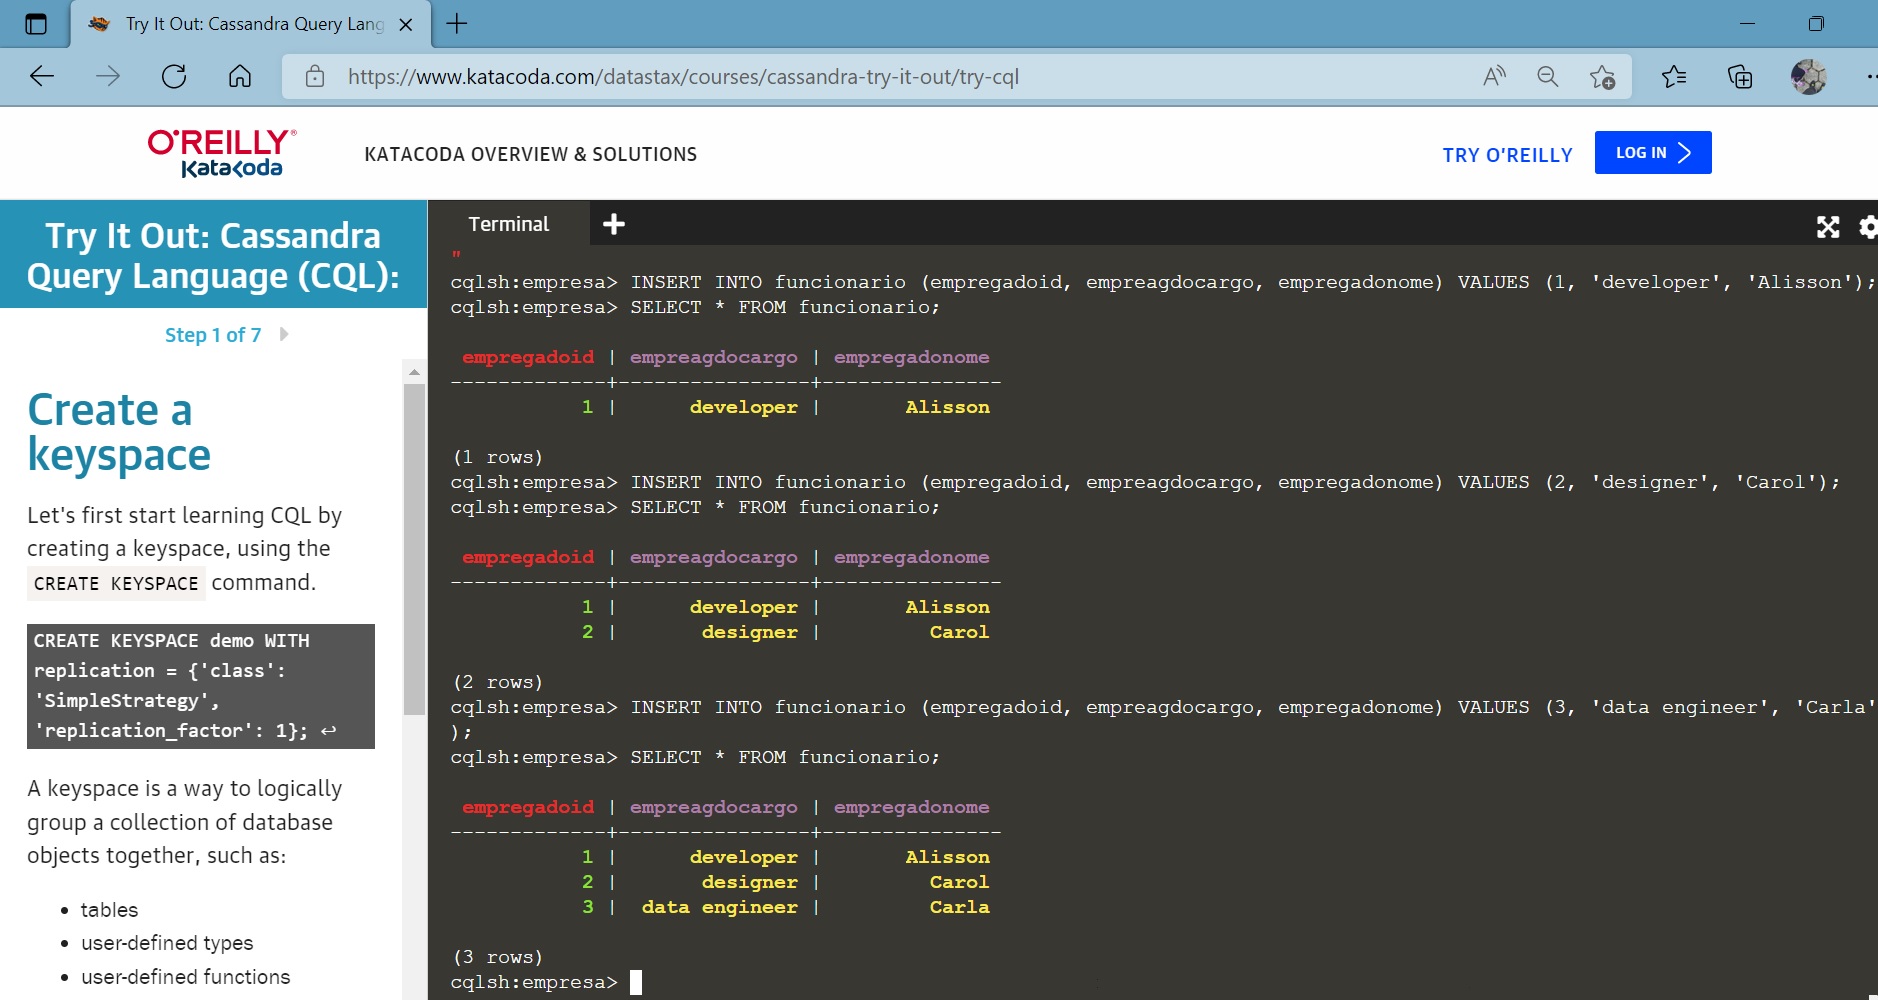 Try It Out: Cassandra Query Lang
https://www.katacoda.com/datastax/courses/cassandra-try-it-out/try-cql
O'REILLY®
Katacoda
KATACODA OVERVIEW & SOLUTIONS
TRY O'REILLY
LOG IN
Try It Out: Cassandra
Query Language (CQL):
Step 1 of 7
Create a
keyspace
Let's first start learning CQL by
creating a keyspace, using the
CREATE KEYSPACE command.
CREATE KEYSPACE demo WITH
replication = {'class':
'SimpleStrategy',
'replication_factor': 1}; ↩
A keyspace is a way to logically
group a collection of database
objects together, such as:
• tables
• user-defined types
• user-defined functions
Terminal
"
cqlsh:empresa> INSERT INTO funcionario (empregadoid, empreagdocargo, empregadonome) VALUES (1, 'developer', 'Alisson');
cqlsh:empresa> SELECT * FROM funcionario;
empregadoid | empreagdocargo | empregadonome
-------------+----------------+---------------
1 | developer | Alisson
(1 rows)
cqlsh:empresa> INSERT INTO funcionario (empregadoid, empreagdocargo, empregadonome) VALUES (2, 'designer', 'Carol');
cqlsh:empresa> SELECT * FROM funcionario;
empregadoid | empreagdocargo | empregadonome
-------------+----------------+---------------
1 | developer | Alisson
2 | designer | Carol
(2 rows)
cqlsh:empresa> INSERT INTO funcionario (empregadoid, empreagdocargo, empregadonome) VALUES (3, 'data engineer', 'Carla'
);
cqlsh:empresa> SELECT * FROM funcionario;
empregadoid | empreagdocargo | empregadonome
-------------+----------------+---------------
1 | developer | Alisson
2 | designer | Carol
3 | data engineer | Carla
(3 rows)
cqlsh:empresa>